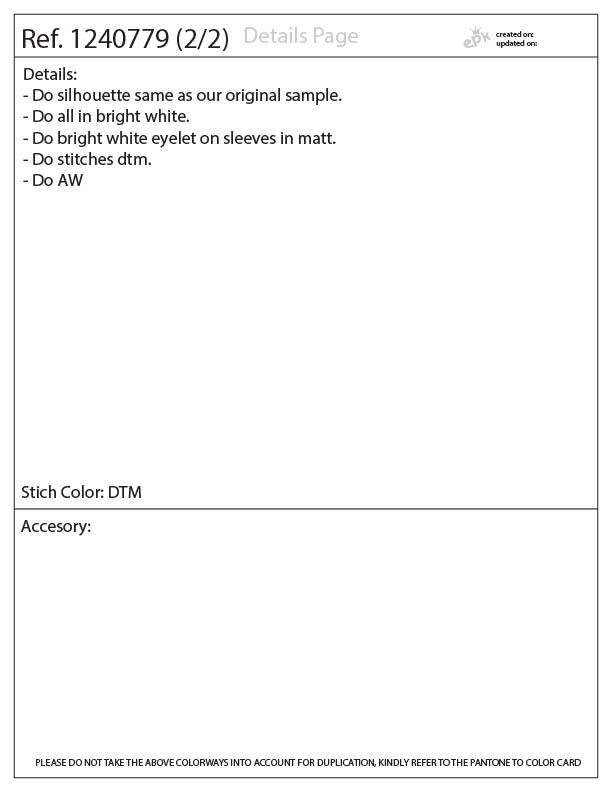 Ref. 1240779 (2/2) Details Page
epk
created on:
updated on:
Details:
- Do silhouette same as our original sample.
- Do all in bright white.
- Do bright white eyelet on sleeves in matt.
- Do stitches dtm.
- Do AW
Stich Color: DTM
Accesory:
PLEASE DO NOT TAKE THE ABOVE COLORWAYS INTO ACCOUNT FOR DUPLICATION, KINDLY REFER TO THE PANTONE TO COLOR CARD